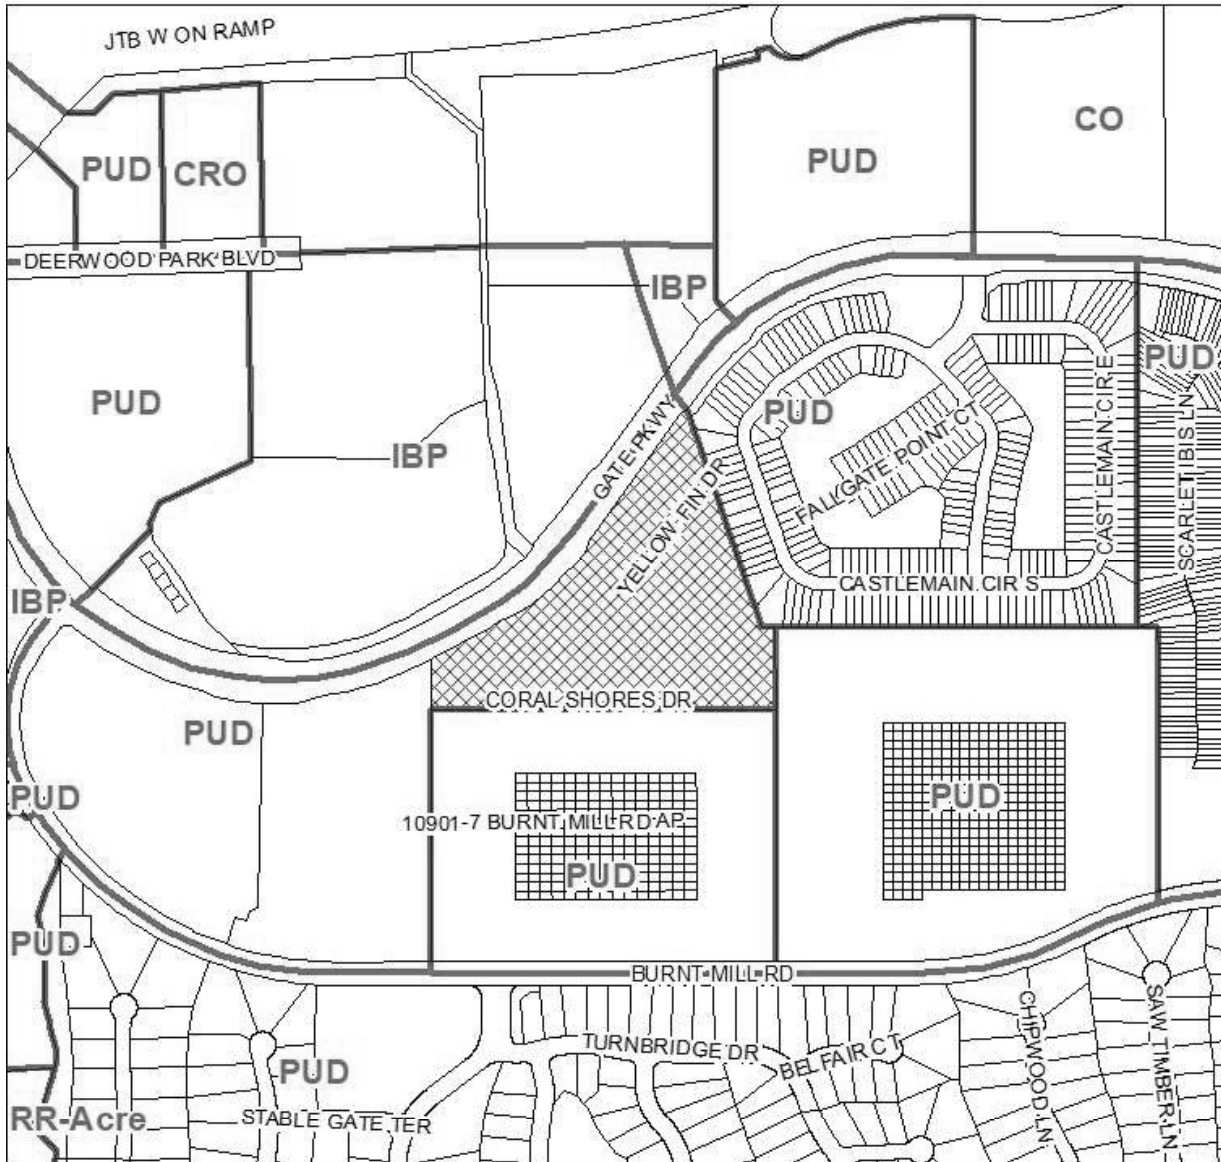 JTB W ON RAMP
CO
PUD
PUD
CRO
DEERWOOD PARK BLVD
IBP
PUD
PUD
PUD
IBP
GATE PKWY
YELLOW FIN DR
FALLGATE POINT CT
CASTLEMAIN CIR E
SCARLET IBIS LN
CASTLEMAIN CIR S
IBP
CORAL SHORES DR
PUD
PUD
PUD
10901-7 BURNT MILL RD AP
PUD
PUD
BURNT MILL RD
TURNBRIDGE DR
BELFAIR CT
CHIPWOOD LN
SAW TIMBER LN
PUD
RR-Acre
STABLE GATE TER